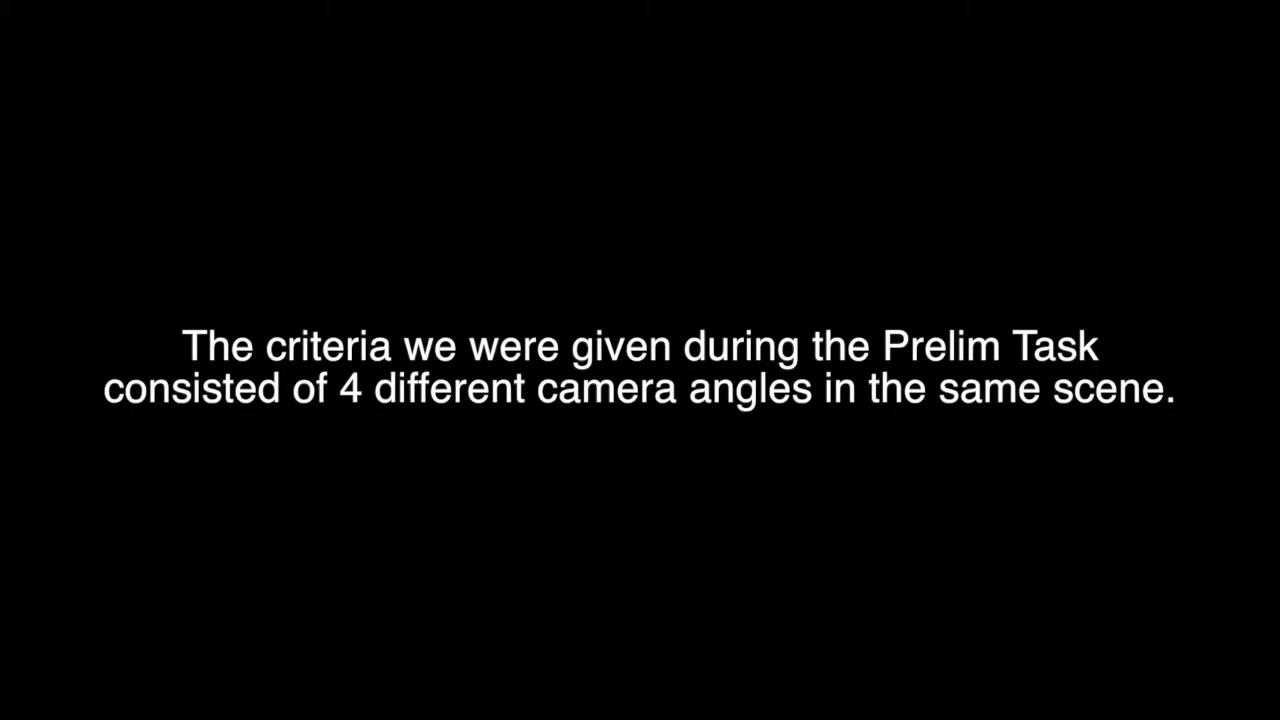 The criteria we were given during the Prelim Task
consisted of 4 different camera angles in the same scene.